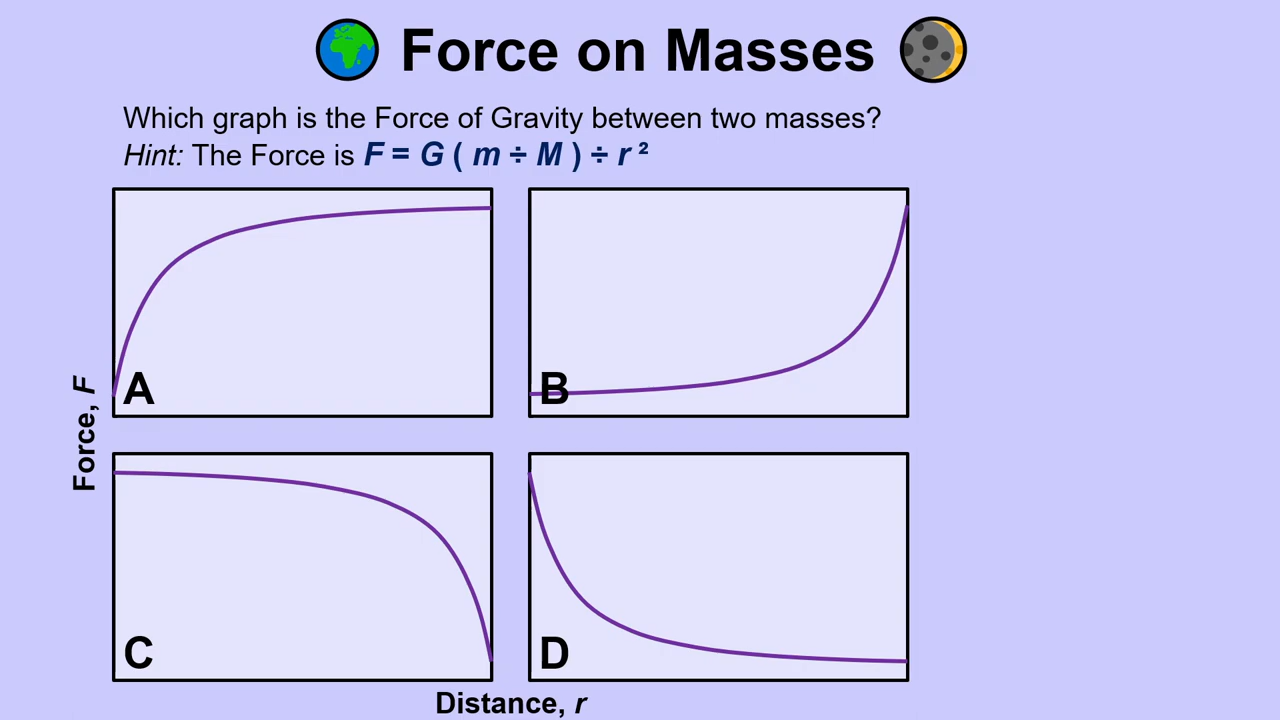 Force on Masses
Which graph is the Force of Gravity between two masses?
Hint: The Force is F = G ( m ÷ M ) ÷ r ²
A
B
Force, F
C
D
Distance, r